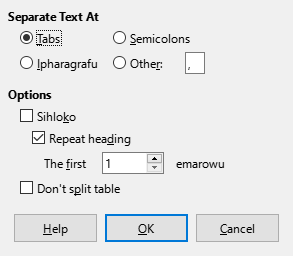 Separate Text At
Tabs Semicolons
Ipharagrafu Other: ,
Options
Sihloko
Repeat heading
The first 1 emarowu
Don't split table
Help OK Cancel